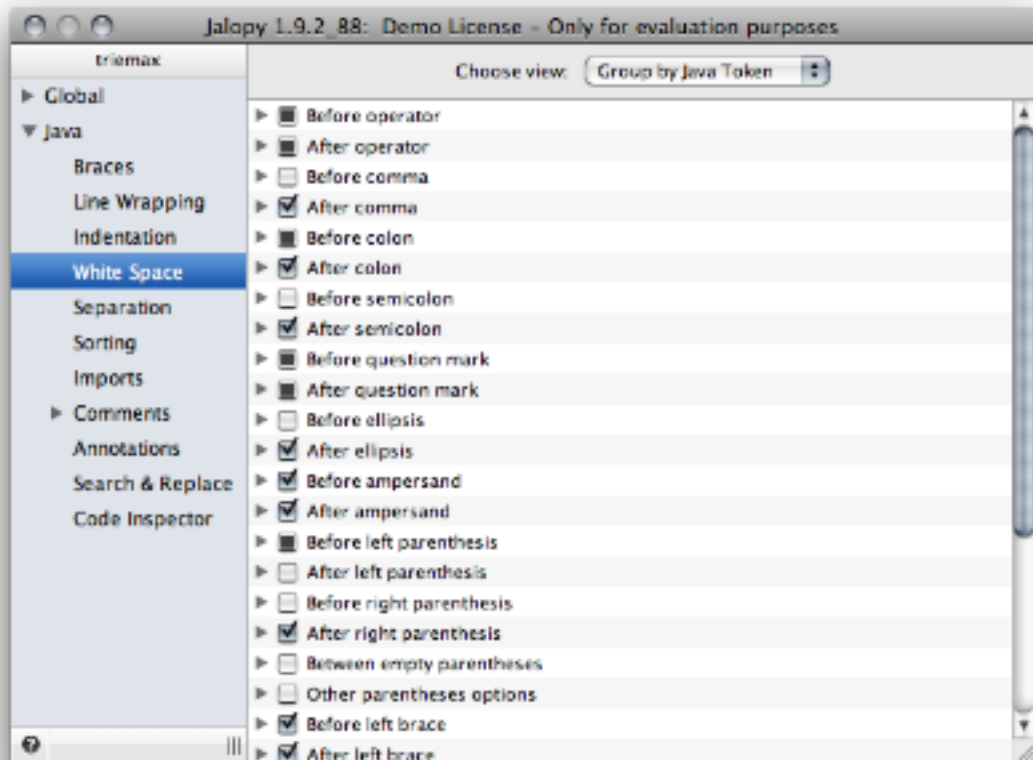 Jalopy 1.9.2_88: Demo License – Only for evaluation purposes
triemax
Global
Java
Braces
Line Wrapping
Indentation
White Space
Separation
Sorting
Imports
Comments
Annotations
Search & Replace
Code Inspector
Choose view: Group by Java Token
Before operator
After operator
Before comma
After comma
Before colon
After colon
Before semicolon
After semicolon
Before question mark
After question mark
Before ellipsis
After ellipsis
Before ampersand
After ampersand
Before left parenthesis
After left parenthesis
Before right parenthesis
After right parenthesis
Between empty parentheses
Other parentheses options
Before left brace
After left brace